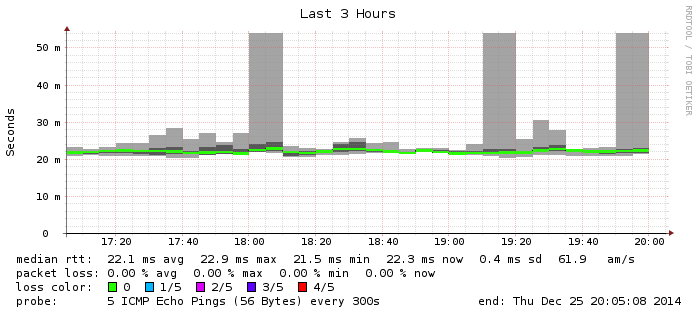 Last 3 Hours
RRDTOOL / TOBI OETIKER
Seconds
50 m
40 m
30 m
20 m
10 m
0
17:20 17:40 18:00 18:20 18:40 19:00 19:20 19:40 20:00
median rtt: 22.1 ms avg 22.9 ms max 21.5 ms min 22.3 ms now 0.4 ms sd 61.9 am/s
packet loss: 0.00 % avg 0.00 % max 0.00 % min 0.00 % now
loss color: 0 1/5 2/5 3/5 4/5
probe: 5 ICMP Echo Pings (56 Bytes) every 300s end: Thu Dec 25 20:05:08 2014